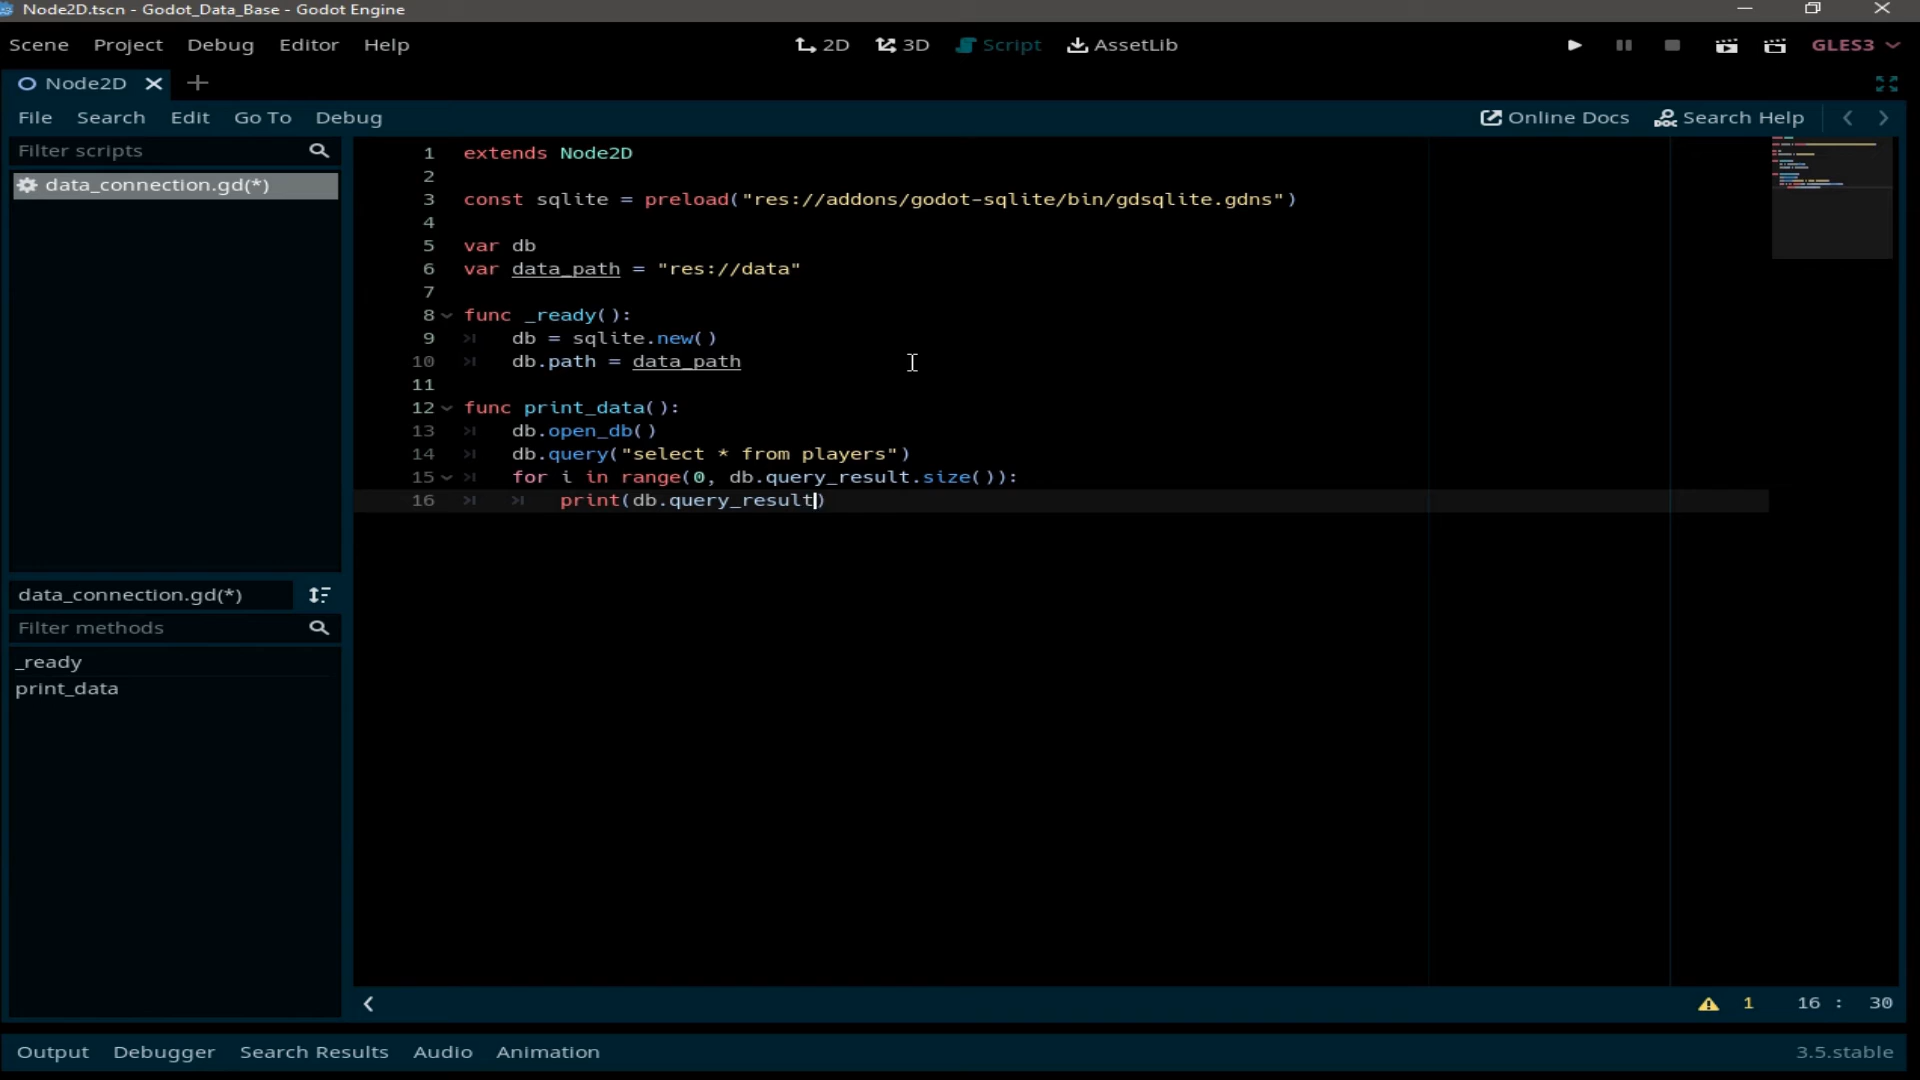 Node2D.tscn - Godot_Data_Base - Godot Engine
Scene Project Debug Editor Help 2D 3D Script AssetLib GLES3
Node2D
File Search Edit Go To Debug Online Docs Search Help
Filter scripts
data_connection.gd(*)
1 extends Node2D
2
3 const sqlite = preload("res://addons/godot-sqlite/bin/gdsqlite.gdns")
4
5 var db
6 var data_path = "res://data"
7
8 func _ready():
9 db = sqlite.new()
10 db.path = data_path
11
12 func print_data():
13 db.open_db()
14 db.query("select * from players")
15 for i in range(0, db.query_result.size()):
16 print(db.query_result)
data_connection.gd(*)
Filter methods
_ready
print_data
1 16 : 30
Output Debugger Search Results Audio Animation 3.5.stable